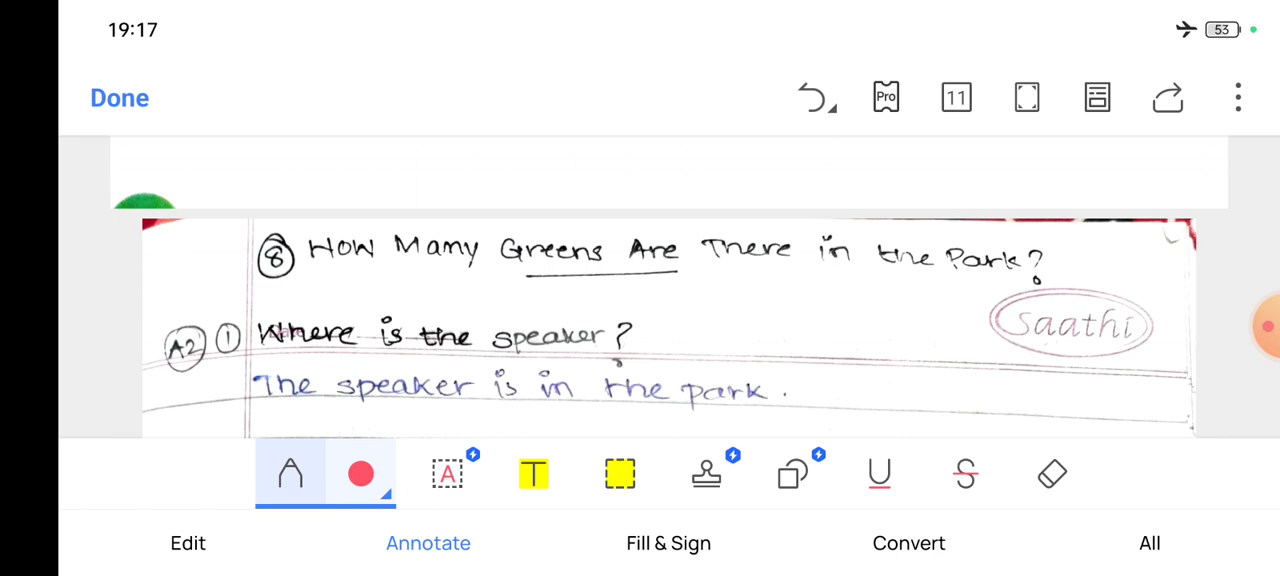 19:17
53
Done
Pro
11
⑧ How Many Greens Are There in the Park?
Saathi
A2 ① Where is the speaker?
The speaker is in the park.
A
T
U
S
Edit
Annotate
Fill & Sign
Convert
All